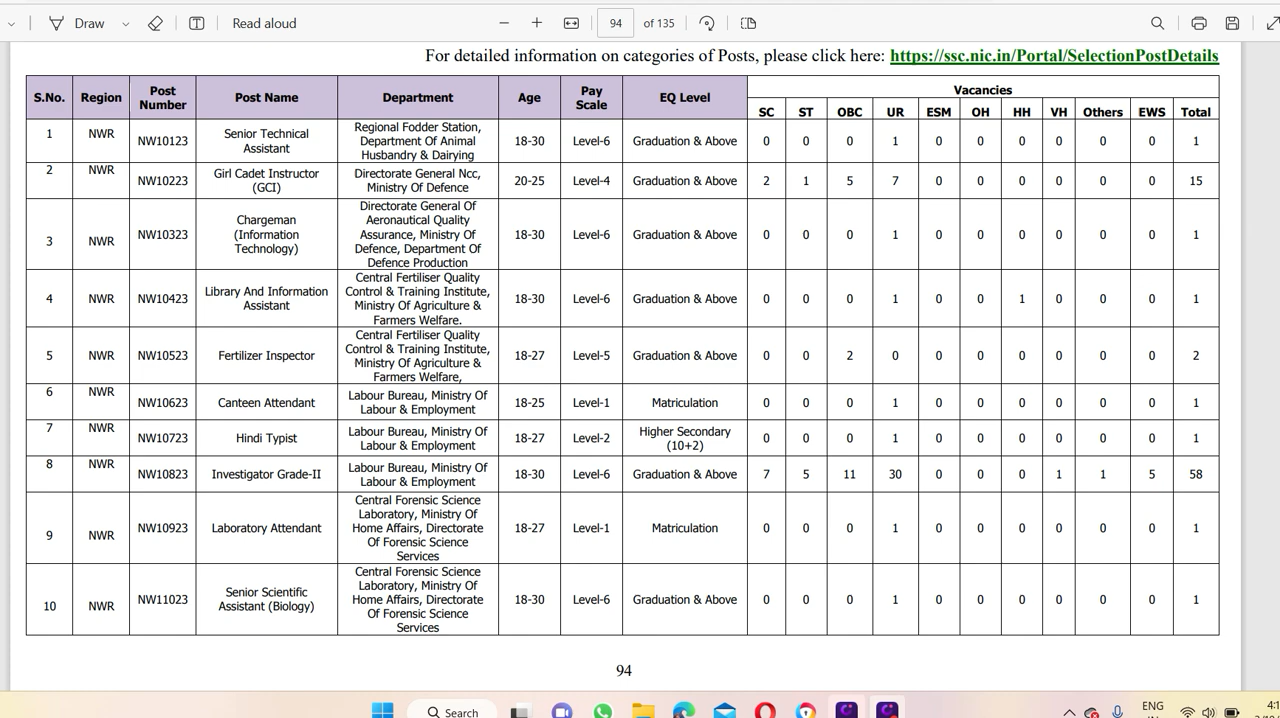 Draw
Read aloud
94 of 135
For detailed information on categories of Posts, please click here: https://ssc.nic.in/Portal/SelectionPostDetails
S.No. Region Post Number Post Name Department Age Pay Scale EQ Level Vacancies
SC ST OBC UR ESM OH HH VH Others EWS Total
1 NWR NW10123 Senior Technical Assistant Regional Fodder Station, Department Of Animal Husbandry & Dairying 18-30 Level-6 Graduation & Above 0 0 0 1 0 0 0 0 0 0 1
2 NWR NW10223 Girl Cadet Instructor (GCI) Directorate General Ncc, Ministry Of Defence 20-25 Level-4 Graduation & Above 2 1 5 7 0 0 0 0 0 0 15
3 NWR NW10323 Chargeman (Information Technology) Directorate General Of Aeronautical Quality Assurance, Ministry Of Defence, Department Of Defence Production 18-30 Level-6 Graduation & Above 0 0 0 1 0 0 0 0 0 0 1
4 NWR NW10423 Library And Information Assistant Central Fertiliser Quality Control & Training Institute, Ministry Of Agriculture & Farmers Welfare. 18-30 Level-6 Graduation & Above 0 0 0 1 0 0 1 0 0 0 1
5 NWR NW10523 Fertilizer Inspector Central Fertiliser Quality Control & Training Institute, Ministry Of Agriculture & Farmers Welfare, 18-27 Level-5 Graduation & Above 0 0 2 0 0 0 0 0 0 0 2
6 NWR NW10623 Canteen Attendant Labour Bureau, Ministry Of Labour & Employment 18-25 Level-1 Matriculation 0 0 0 1 0 0 0 0 0 0 1
7 NWR NW10723 Hindi Typist Labour Bureau, Ministry Of Labour & Employment 18-27 Level-2 Higher Secondary (10+2) 0 0 0 1 0 0 0 0 0 0 1
8 NWR NW10823 Investigator Grade-II Labour Bureau, Ministry Of Labour & Employment 18-30 Level-6 Graduation & Above 7 5 11 30 0 0 0 1 1 5 58
9 NWR NW10923 Laboratory Attendant Central Forensic Science Laboratory, Ministry Of Home Affairs, Directorate Of Forensic Science Services 18-27 Level-1 Matriculation 0 0 0 1 0 0 0 0 0 0 1
10 NWR NW11023 Senior Scientific Assistant (Biology) Central Forensic Science Laboratory, Ministry Of Home Affairs, Directorate Of Forensic Science Services 18-30 Level-6 Graduation & Above 0 0 0 1 0 0 0 0 0 0 1
94
Search
ENG